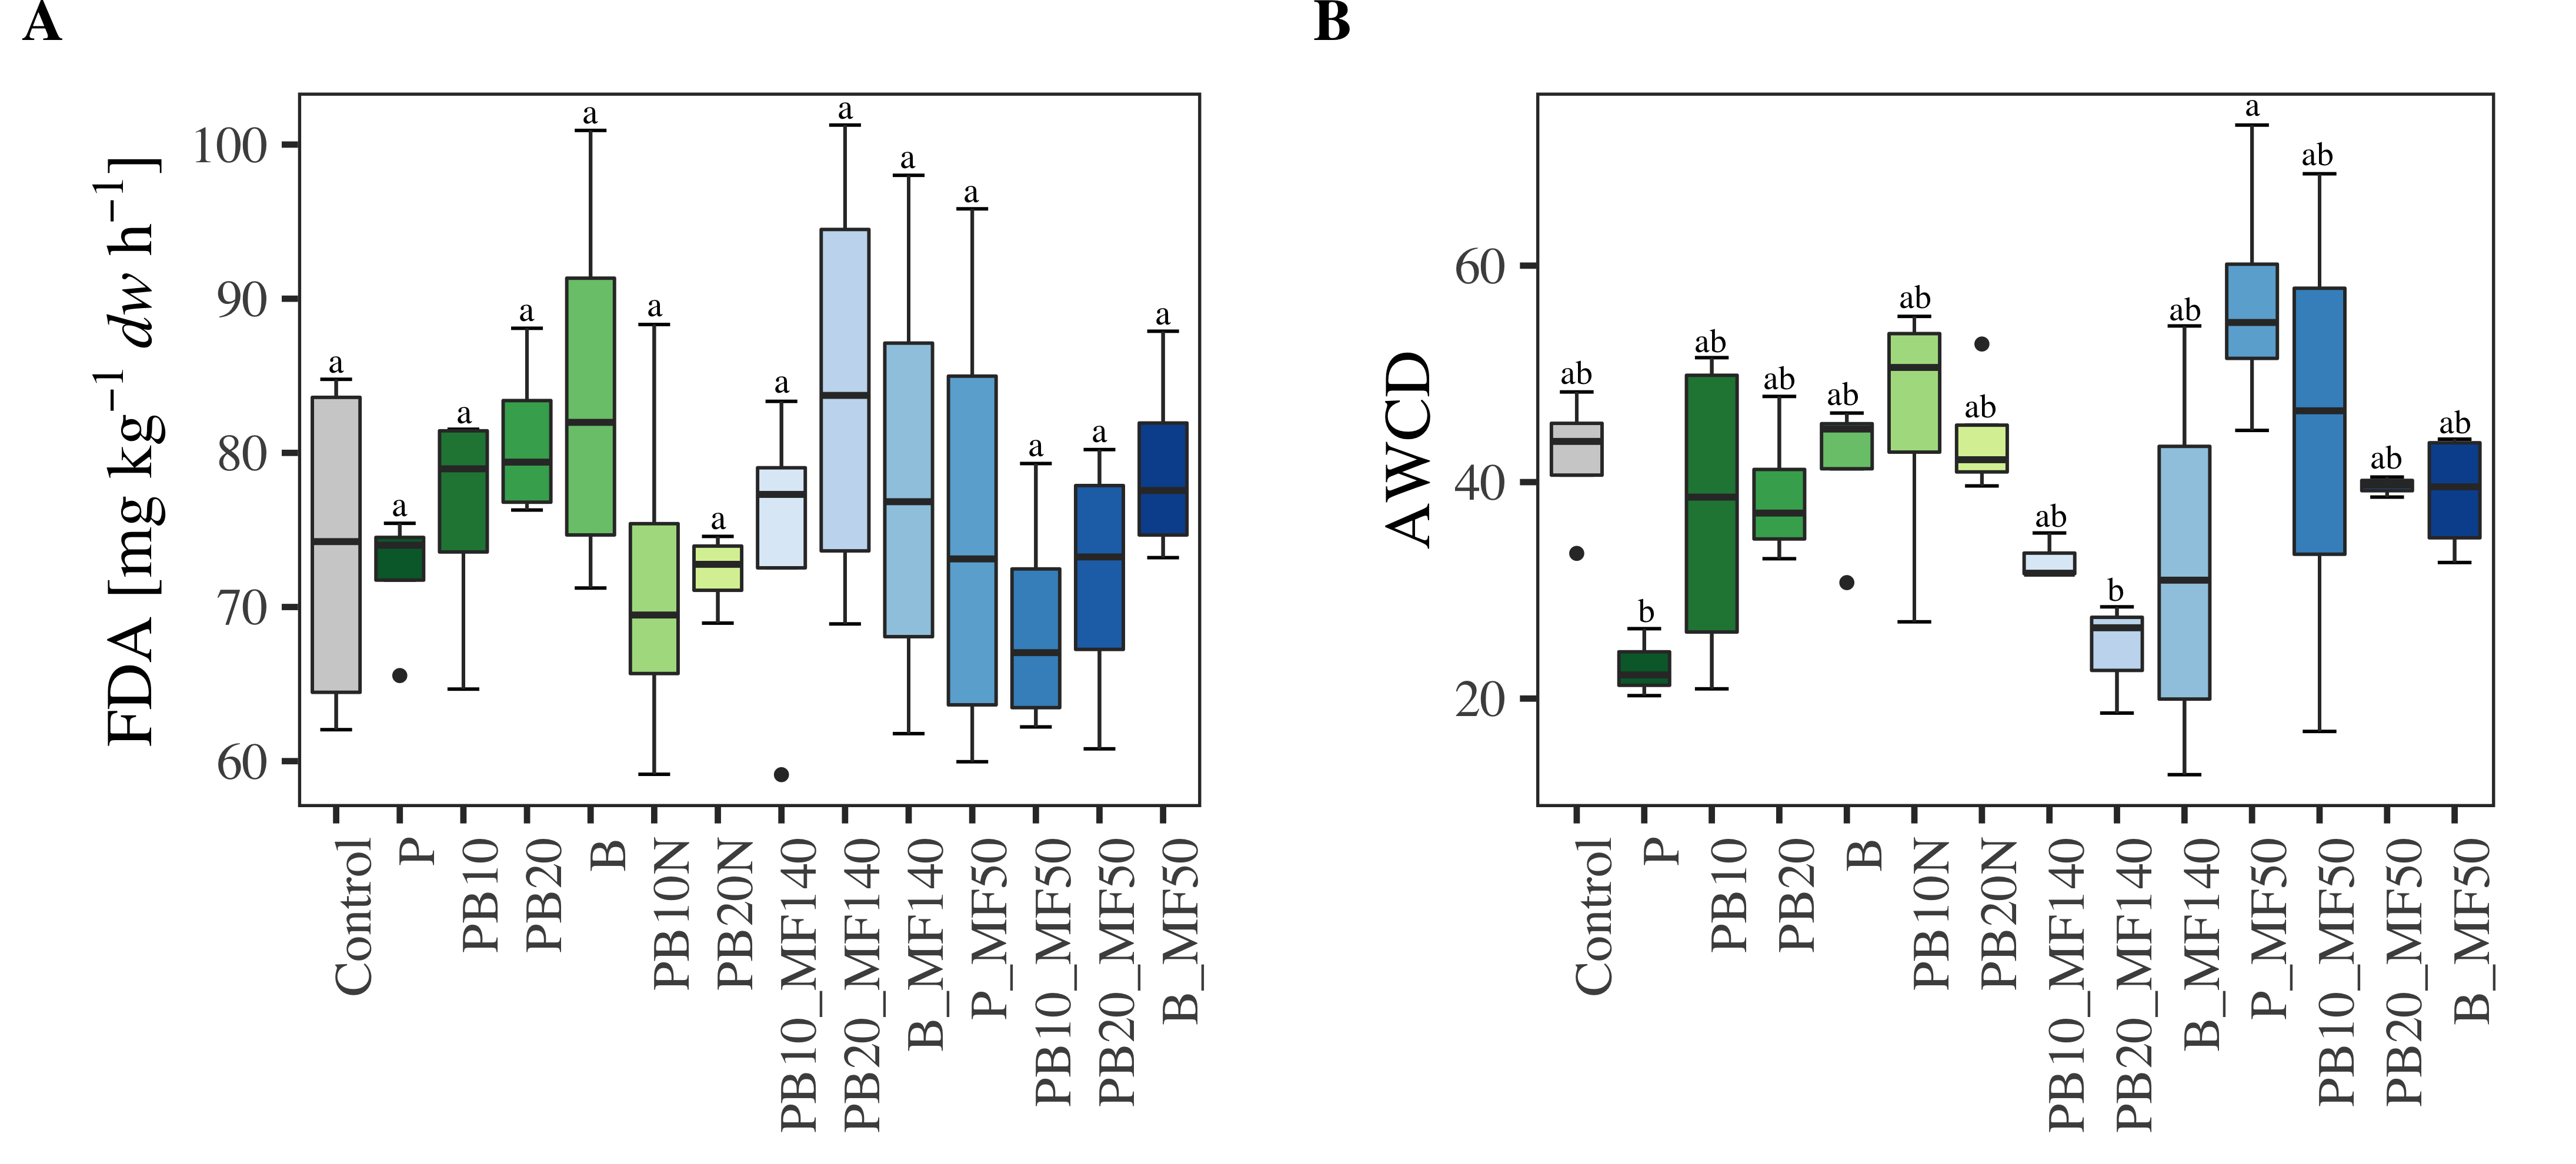 A
FDA [mg kg⁻¹ dw h⁻¹]
100
90
80
70
60
a a a a a a a a a a a a a a
Control P PB10 PB20 B PB10N PB20N PB10_MF140 PB20_MF140 B_MF140 P_MF50 PB10_MF50 PB20_MF50 B_MF50
B
AWCD
60
40
20
ab b ab ab ab ab ab ab b ab a ab ab ab
Control P PB10 PB20 B PB10N PB20N PB10_MF140 PB20_MF140 B_MF140 P_MF50 PB10_MF50 PB20_MF50 B_MF50